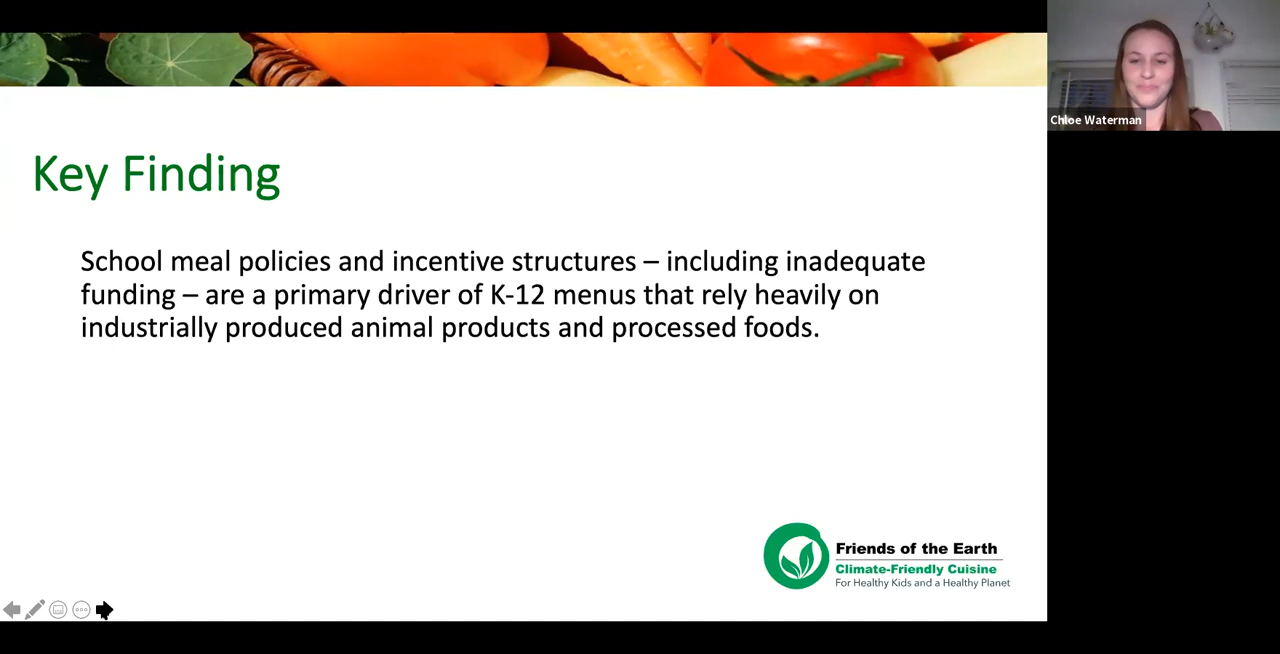 Chloe Waterman
Key Finding
School meal policies and incentive structures – including inadequate
funding – are a primary driver of K-12 menus that rely heavily on
industrially produced animal products and processed foods.
Friends of the Earth
Climate-Friendly Cuisine
For Healthy Kids and a Healthy Planet